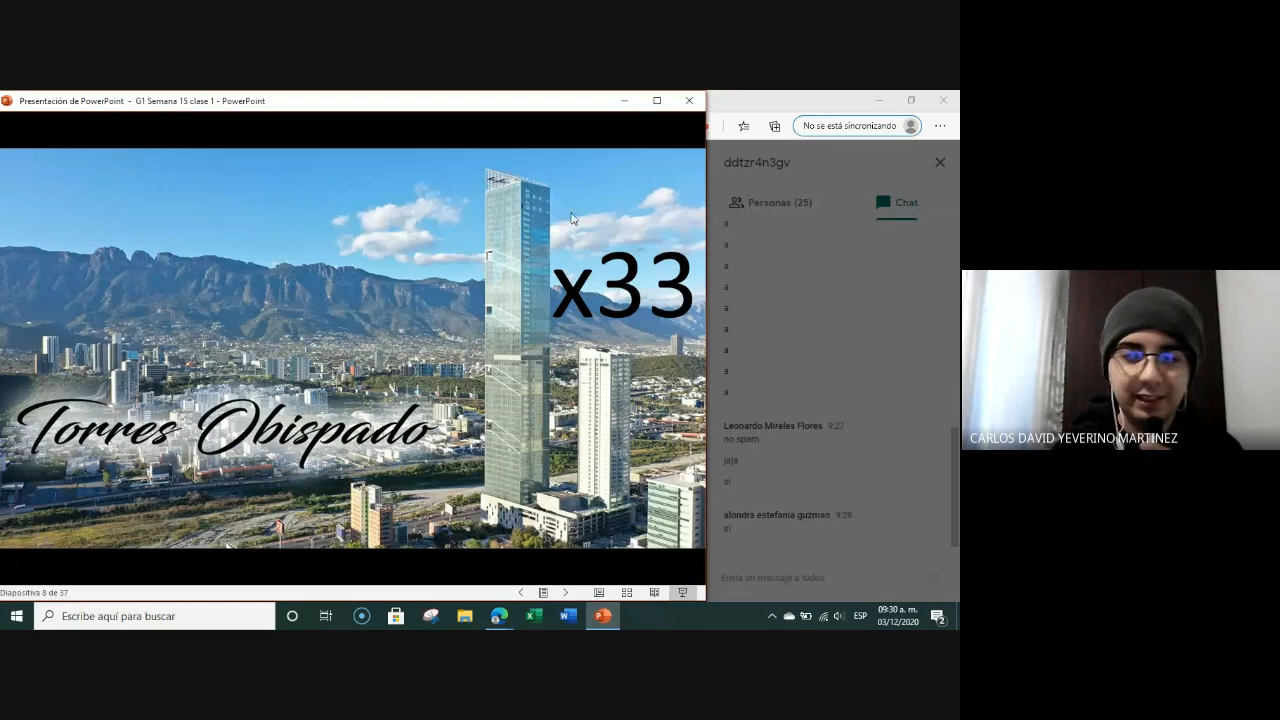 Presentación de PowerPoint - G1 Semana 15 clase 1 - PowerPoint
x33
Torres Obispado
Diapositiva 8 de 37
No se está sincronizando
ddtzr4n3gv
Personas (25)
Chat
a
a
a
a
a
a
a
a
a
Leonardo Mireles Flores 9:27
no spam
jaja
si
alondra estefania guzman 9:28
si
Envía un mensaje a todos
Escribe aquí para buscar
ESP
09:30 a. m.
03/12/2020
2
CARLOS DAVID YEVERINO MARTINEZ